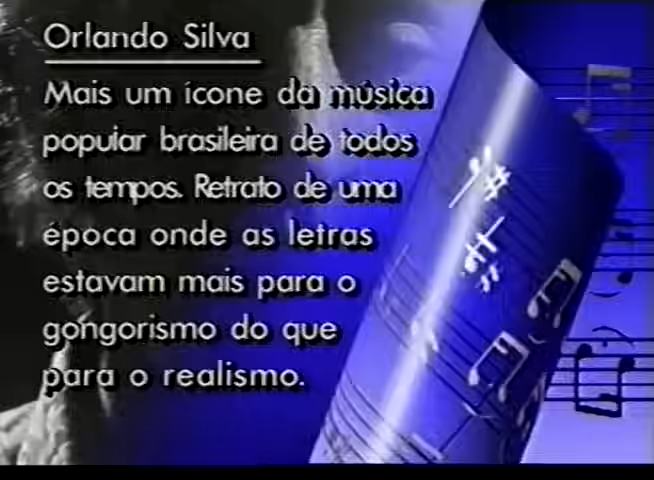 Orlando Silva
Mais um ícone da música
popular brasileira de todos
os tempos. Retrato de uma
época onde as letras
estavam mais para o
gongorismo do que
para o realismo.